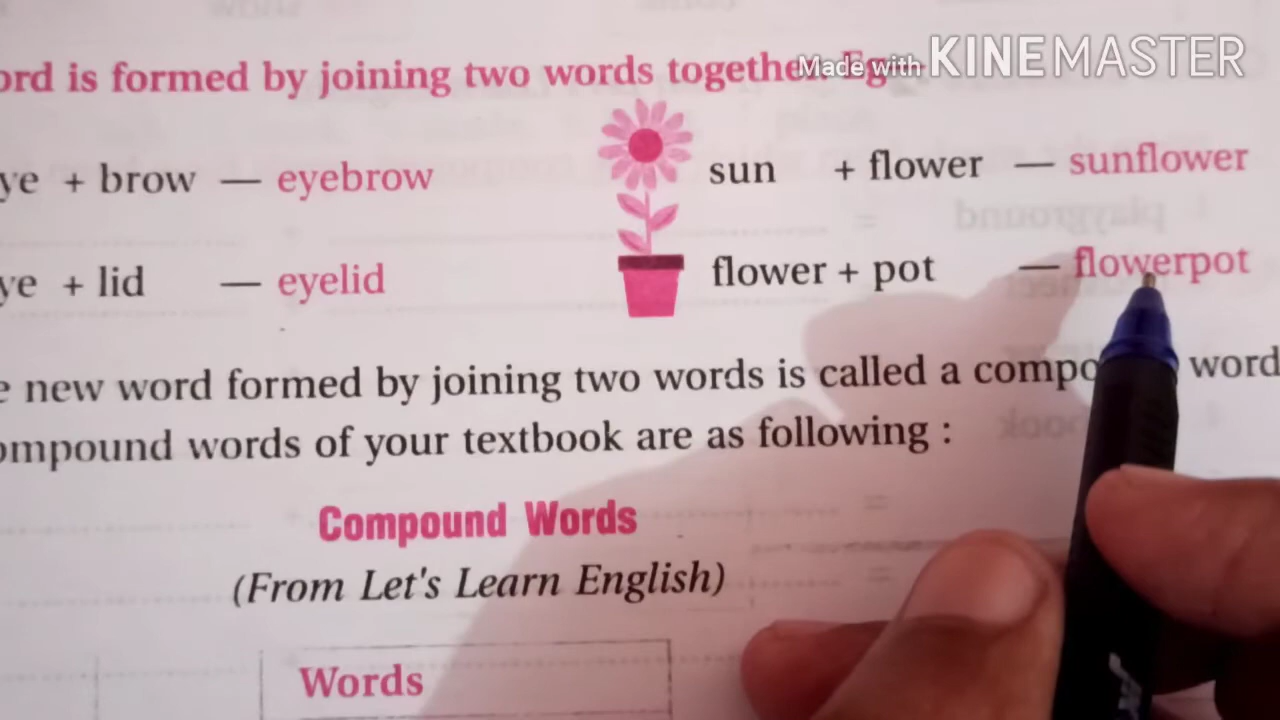 ord is formed by joining two words together Eg
Made with KINEMASTER
ye + brow — eyebrow sun + flower — sunflower
ye + lid — eyelid flower + pot — flowerpot
e new word formed by joining two words is called a compo word
ompound words of your textbook are as following :
Compound Words
(From Let's Learn English)
Words